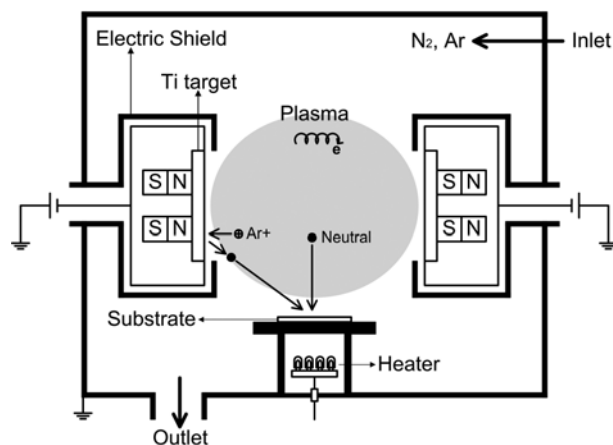 Electric Shield
N₂, Ar
Inlet
Ti target
Plasma
e
S N
S N
S N
S N
Ar+
Neutral
Substrate
Heater
Outlet